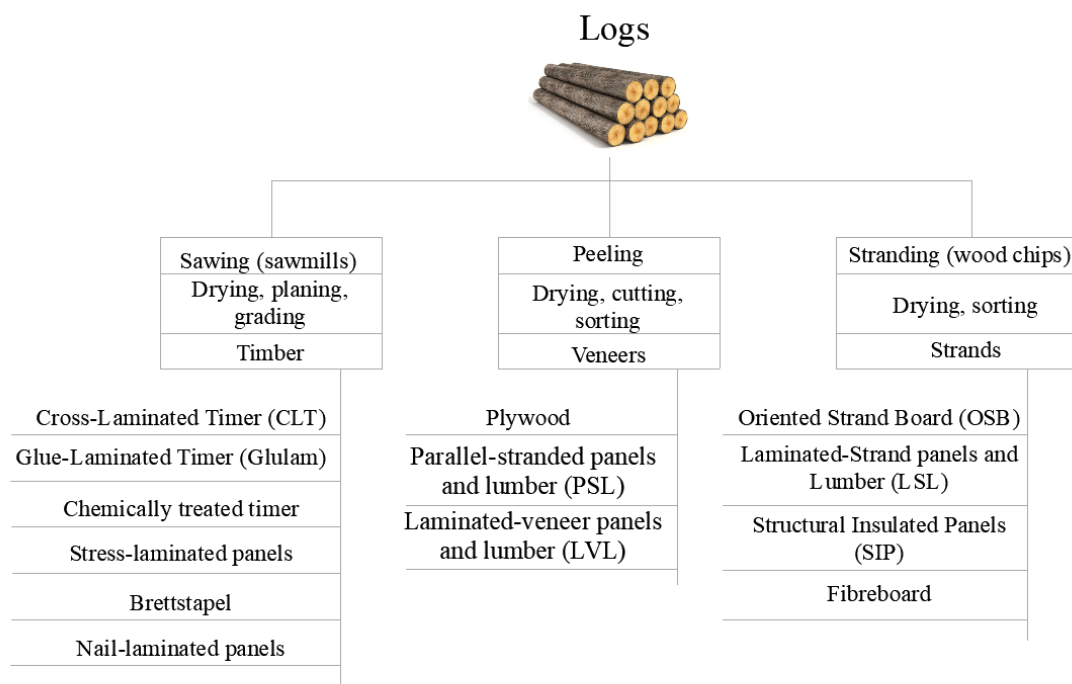 Logs
Sawing (sawmills)
Drying, planing,
grading
Timber
Cross-Laminated Timer (CLT)
Glue-Laminated Timer (Glulam)
Chemically treated timer
Stress-laminated panels
Brettstapel
Nail-laminated panels
Peeling
Drying, cutting,
sorting
Veneers
Plywood
Parallel-stranded panels
and lumber (PSL)
Laminated-veneer panels
and lumber (LVL)
Stranding (wood chips)
Drying, sorting
Strands
Oriented Strand Board (OSB)
Laminated-Strand panels and
Lumber (LSL)
Structural Insulated Panels
(SIP)
Fibreboard